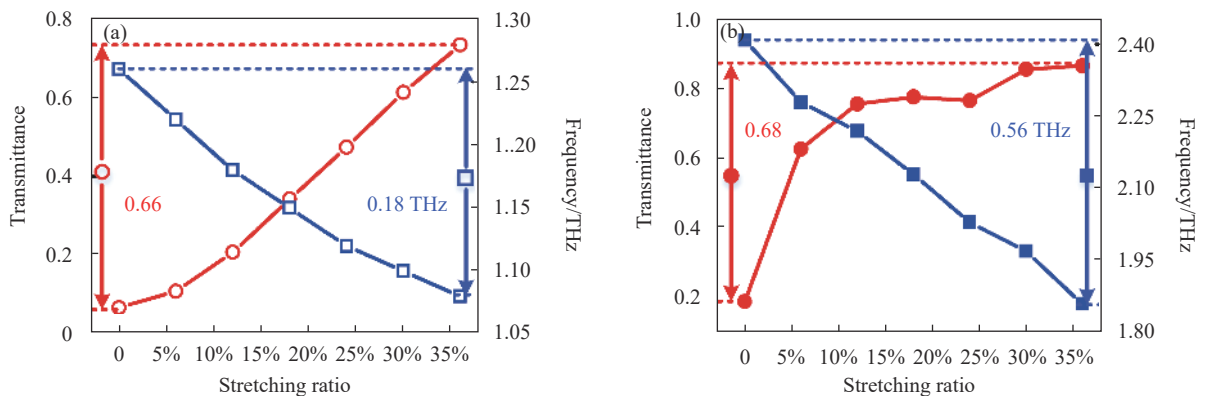 (a)
Transmittance
0.8
0.6
0.4
0.2
0
0.66
0.18 THz
1.30
1.25
1.20
1.15
1.10
1.05
Frequency/THz
0 5% 10% 15% 20% 25% 30% 35%
Stretching ratio
(b)
Transmittance
1.0
0.8
0.6
0.4
0.2
0.68
0.56 THz
2.40
2.25
2.10
1.95
1.80
Frequency/THz
0 5% 10% 15% 20% 25% 30% 35%
Stretching ratio